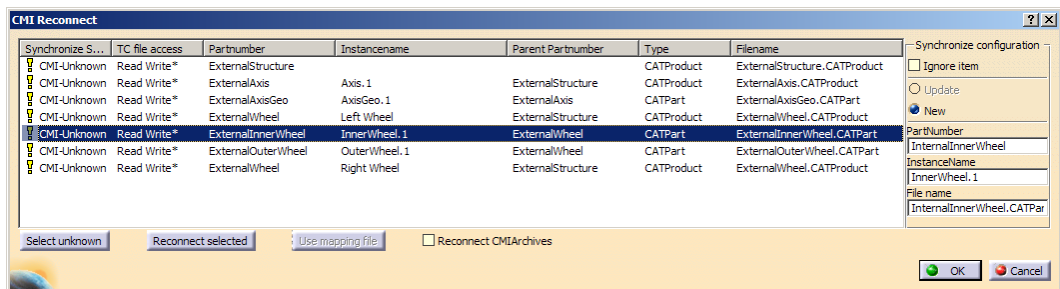 CMI Reconnect
Synchronize S... TC file access Partnumber Instancename Parent Partnumber Type Filename
CMI-Unknown Read Write* ExternalStructure CATProduct ExternalStructure.CATProduct
CMI-Unknown Read Write* ExternalAxis Axis.1 ExternalStructure CATProduct ExternalAxis.CATProduct
CMI-Unknown Read Write* ExternalAxisGeo AxisGeo.1 ExternalAxis CATPart ExternalAxisGeo.CATPart
CMI-Unknown Read Write* ExternalWheel Left Wheel ExternalStructure CATProduct ExternalWheel.CATProduct
CMI-Unknown Read Write* ExternalInnerWheel InnerWheel.1 ExternalWheel CATPart ExternalInnerWheel.CATPart
CMI-Unknown Read Write* ExternalOuterWheel OuterWheel.1 ExternalWheel CATPart ExternalOuterWheel.CATPart
CMI-Unknown Read Write* ExternalWheel Right Wheel ExternalStructure CATProduct ExternalWheel.CATProduct
Synchronize configuration
Ignore item
Update
New
PartNumber
InternalInnerWheel
InstanceName
InnerWheel.1
File name
InternalInnerWheel.CATPar
Select unknown Reconnect selected Use mapping file Reconnect CMIArchives
OK Cancel